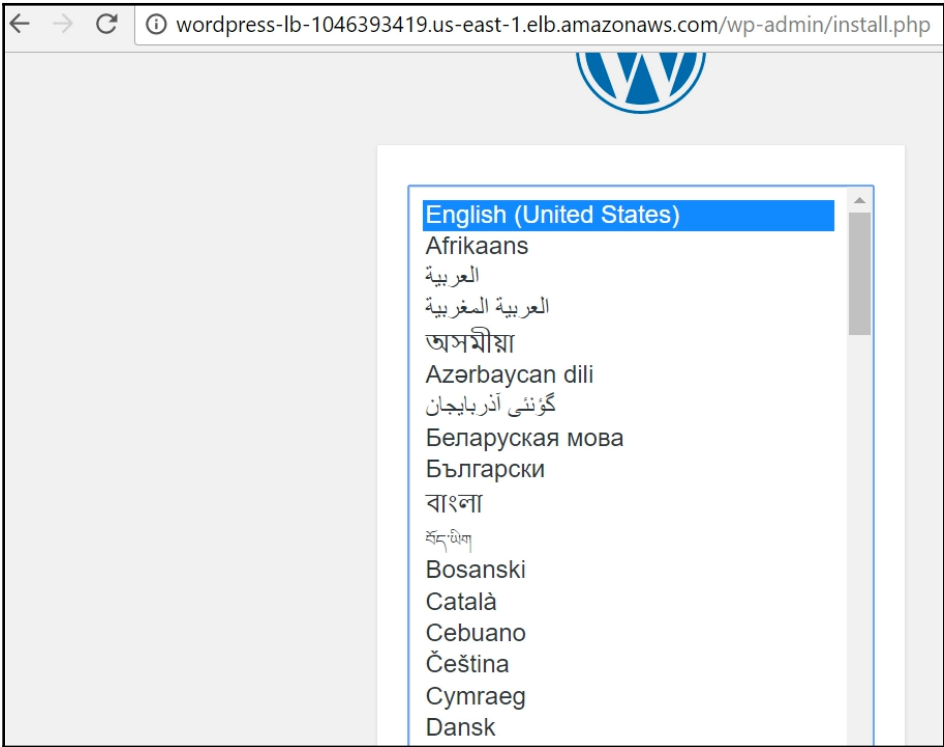 wordpress-lb-1046393419.us-east-1.elb.amazonaws.com/wp-admin/install.php
English (United States)
Afrikaans
العربية
العربية المغربية
অসমীয়া
Azərbaycan dili
گؤنئی آذربایجان
Беларуская мова
Български
বাংলা
བོད་ཡིག
Bosanski
Català
Cebuano
Čeština
Cymraeg
Dansk